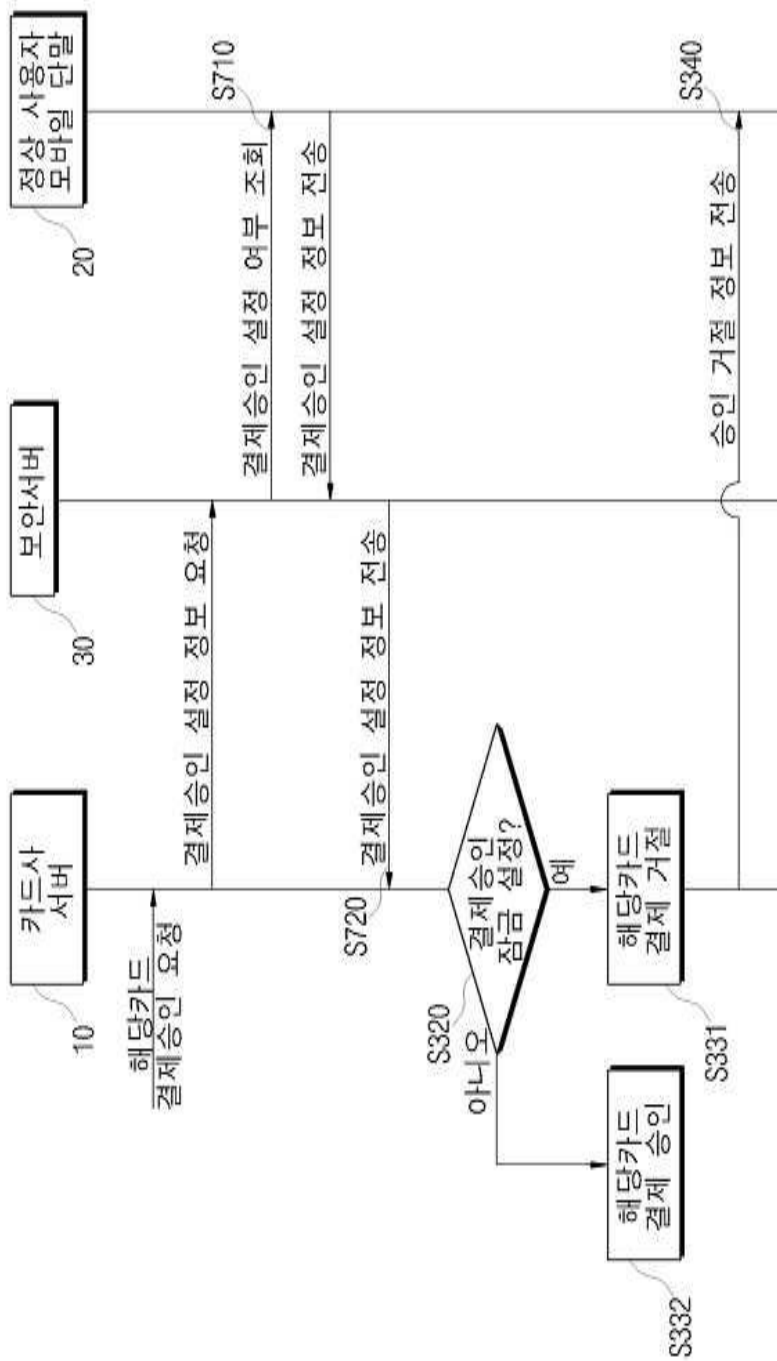 카드사
서버
10
보안서버
30
정상 사용자
모바일 단말
20
해당카드
결제승인 요청
결제승인 설정 정보 요청
결제승인 설정 여부 조회
S710
결제승인 설정 정보 전송
결제승인 설정 정보 전송
S720
결제 승인
잠금 설정?
S320
아니요
예
해당카드
결제 승인
S332
해당카드
결제 거절
S331
승인 거절 정보 전송
S340